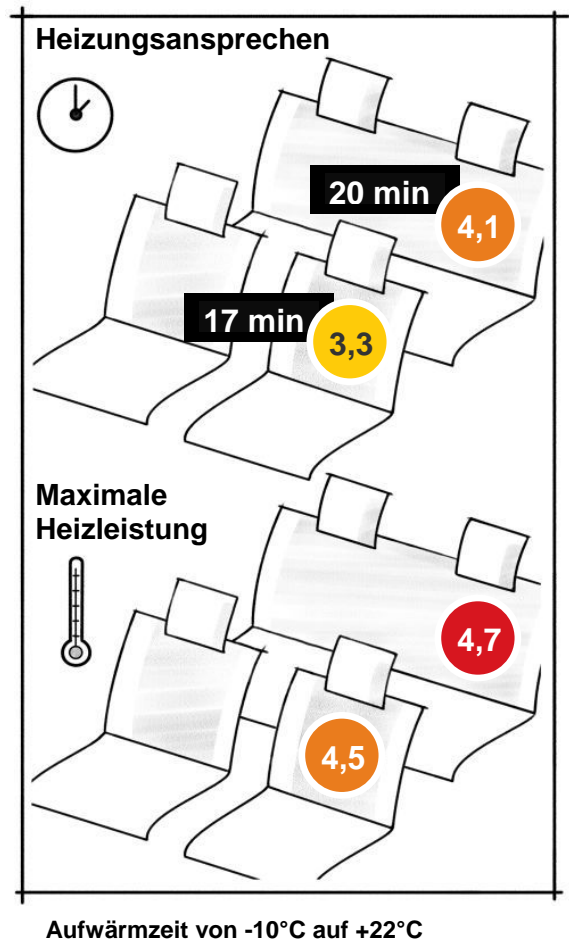 Heizungsansprechen
20 min
4,1
17 min
3,3
Maximale
Heizleistung
4,7
4,5
Aufwärmzeit von -10°C auf +22°C